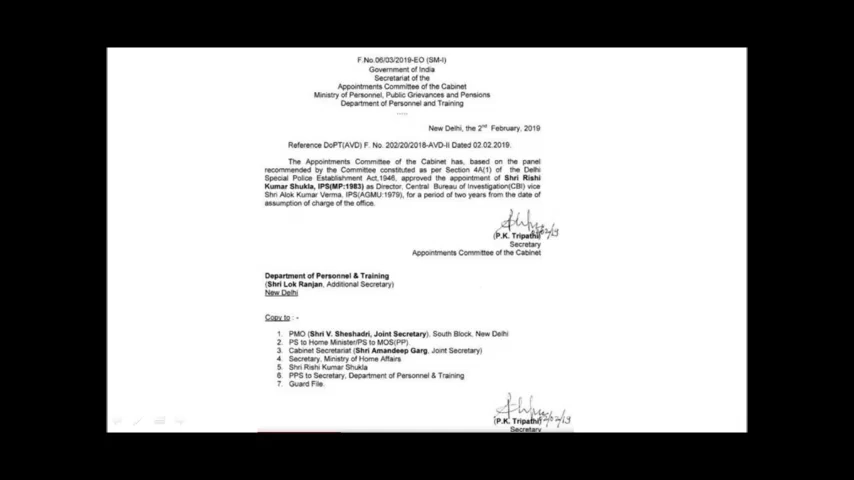 F.No.06/03/2019-EO (SM-I)
Government of India
Secretariat of the
Appointments Committee of the Cabinet
Ministry of Personnel, Public Grievances and Pensions
Department of Personnel and Training
.....
New Delhi, the 2nd February, 2019
Reference DoPT(AVD) F. No. 202/20/2018-AVD-II Dated 02.02.2019.
The Appointments Committee of the Cabinet has, based on the panel
recommended by the Committee constituted as per Section 4A(1) of the Delhi
Special Police Establishment Act,1946, approved the appointment of Shri Rishi
Kumar Shukla, IPS(MP:1983) as Director, Central Bureau of Investigation(CBI) vice
Shri Alok Kumar Verma, IPS(AGMU:1979), for a period of two years from the date of
assumption of charge of the office.
(P.K. Tripathi)
Secretary
Appointments Committee of the Cabinet
Department of Personnel & Training
(Shri Lok Ranjan, Additional Secretary)
New Delhi
Copy to : -
1. PMO (Shri V. Sheshadri, Joint Secretary), South Block, New Delhi
2. PS to Home Minister/PS to MOS(PP).
3. Cabinet Secretariat (Shri Amandeep Garg, Joint Secretary)
4. Secretary, Ministry of Home Affairs
5. Shri Rishi Kumar Shukla
6. PPS to Secretary, Department of Personnel & Training
7. Guard File.
(P.K. Tripathi)
Secretary